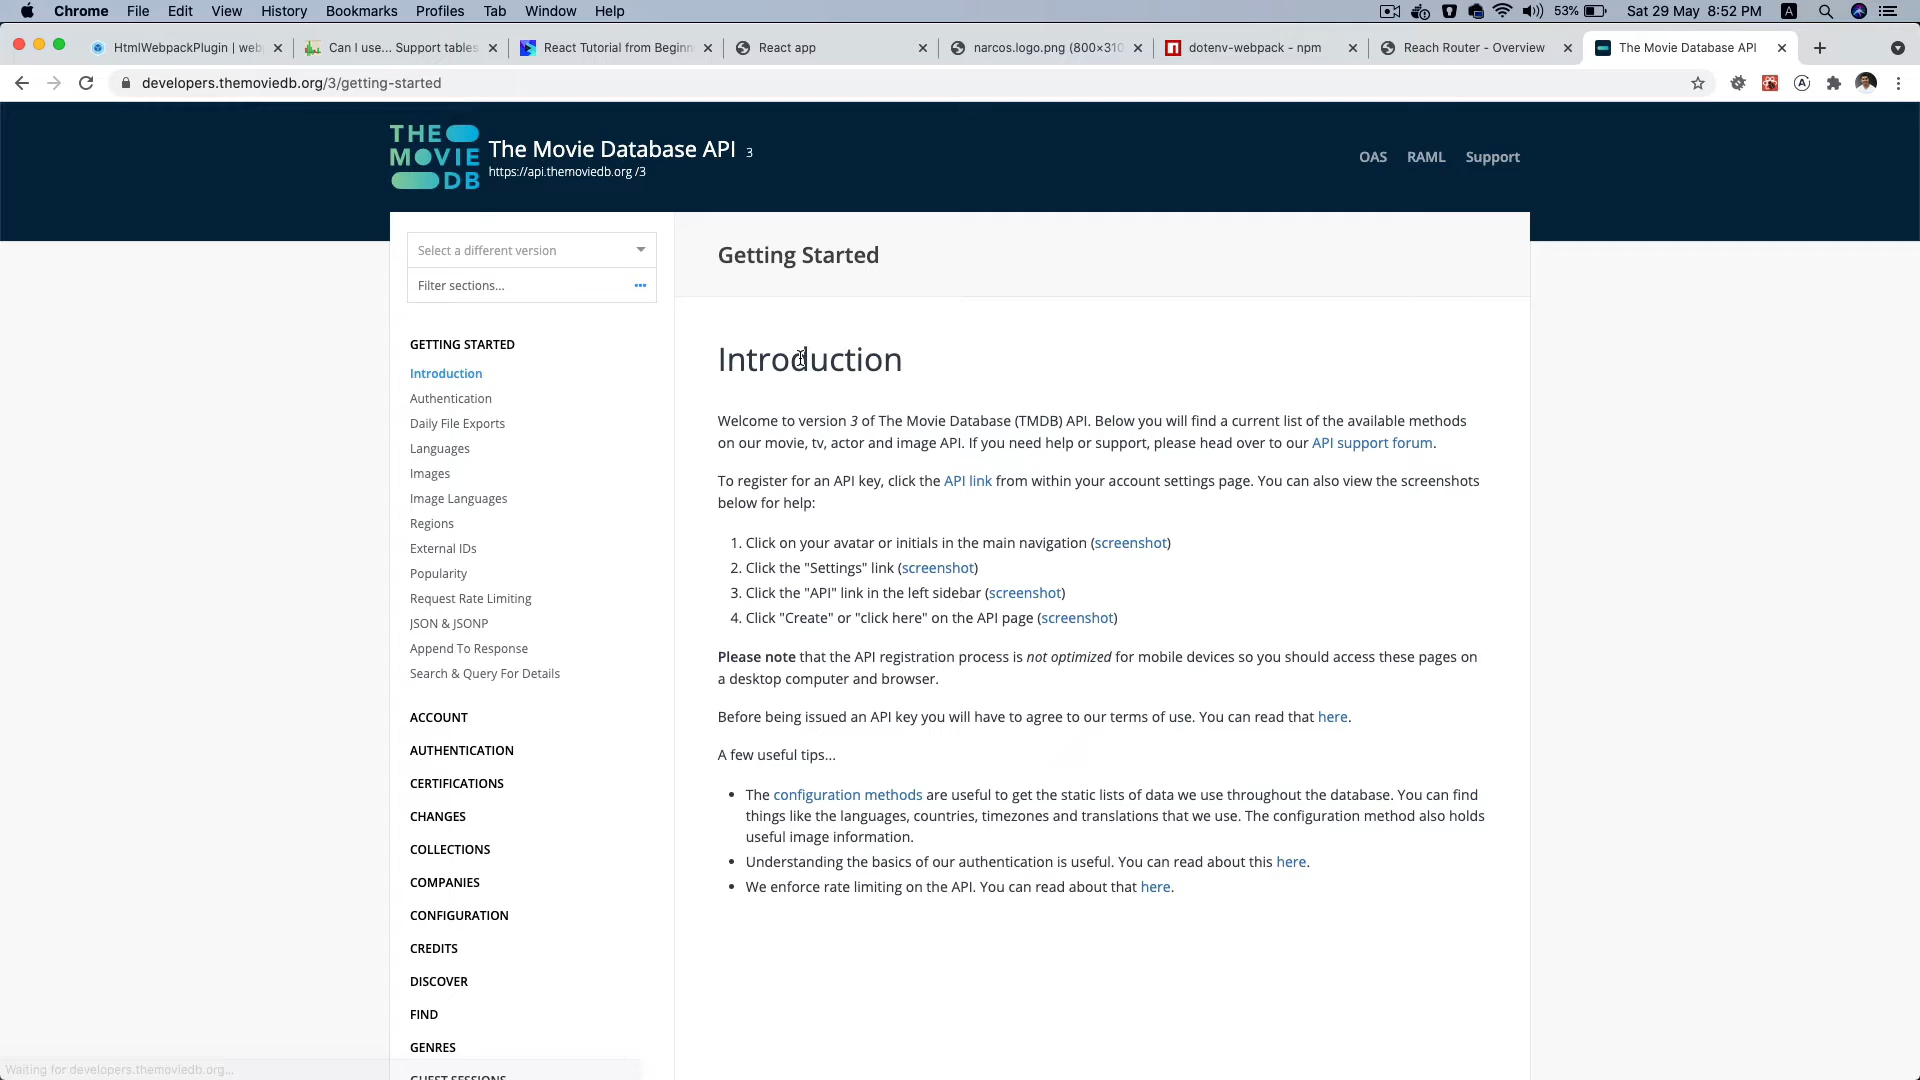 Chrome File Edit View History Bookmarks Profiles Tab Window Help 53% Sat 29 May 8:52 PM A
HtmlWebpackPlugin | web
Can I use... Support tables
React Tutorial from Beginn
React app
narcos.logo.png (800×310
dotenv-webpack - npm
Reach Router - Overview
The Movie Database API
developers.themoviedb.org/3/getting-started
THE MOVIE DB
The Movie Database API 3
https://api.themoviedb.org /3
OAS RAML Support
Select a different version
Filter sections...
GETTING STARTED
Introduction
Authentication
Daily File Exports
Languages
Images
Image Languages
Regions
External IDs
Popularity
Request Rate Limiting
JSON & JSONP
Append To Response
Search & Query For Details
ACCOUNT
AUTHENTICATION
CERTIFICATIONS
CHANGES
COLLECTIONS
COMPANIES
CONFIGURATION
CREDITS
DISCOVER
FIND
GENRES
GUEST SESSIONS
Getting Started
Introduction
Welcome to version 3 of The Movie Database (TMDB) API. Below you will find a current list of the available methods
on our movie, tv, actor and image API. If you need help or support, please head over to our API support forum.
To register for an API key, click the API link from within your account settings page. You can also view the screenshots
below for help:
1. Click on your avatar or initials in the main navigation (screenshot)
2. Click the "Settings" link (screenshot)
3. Click the "API" link in the left sidebar (screenshot)
4. Click "Create" or "click here" on the API page (screenshot)
Please note that the API registration process is not optimized for mobile devices so you should access these pages on
a desktop computer and browser.
Before being issued an API key you will have to agree to our terms of use. You can read that here.
A few useful tips...
• The configuration methods are useful to get the static lists of data we use throughout the database. You can find
things like the languages, countries, timezones and translations that we use. The configuration method also holds
useful image information.
• Understanding the basics of our authentication is useful. You can read about this here.
• We enforce rate limiting on the API. You can read about that here.
Waiting for developers.themoviedb.org...